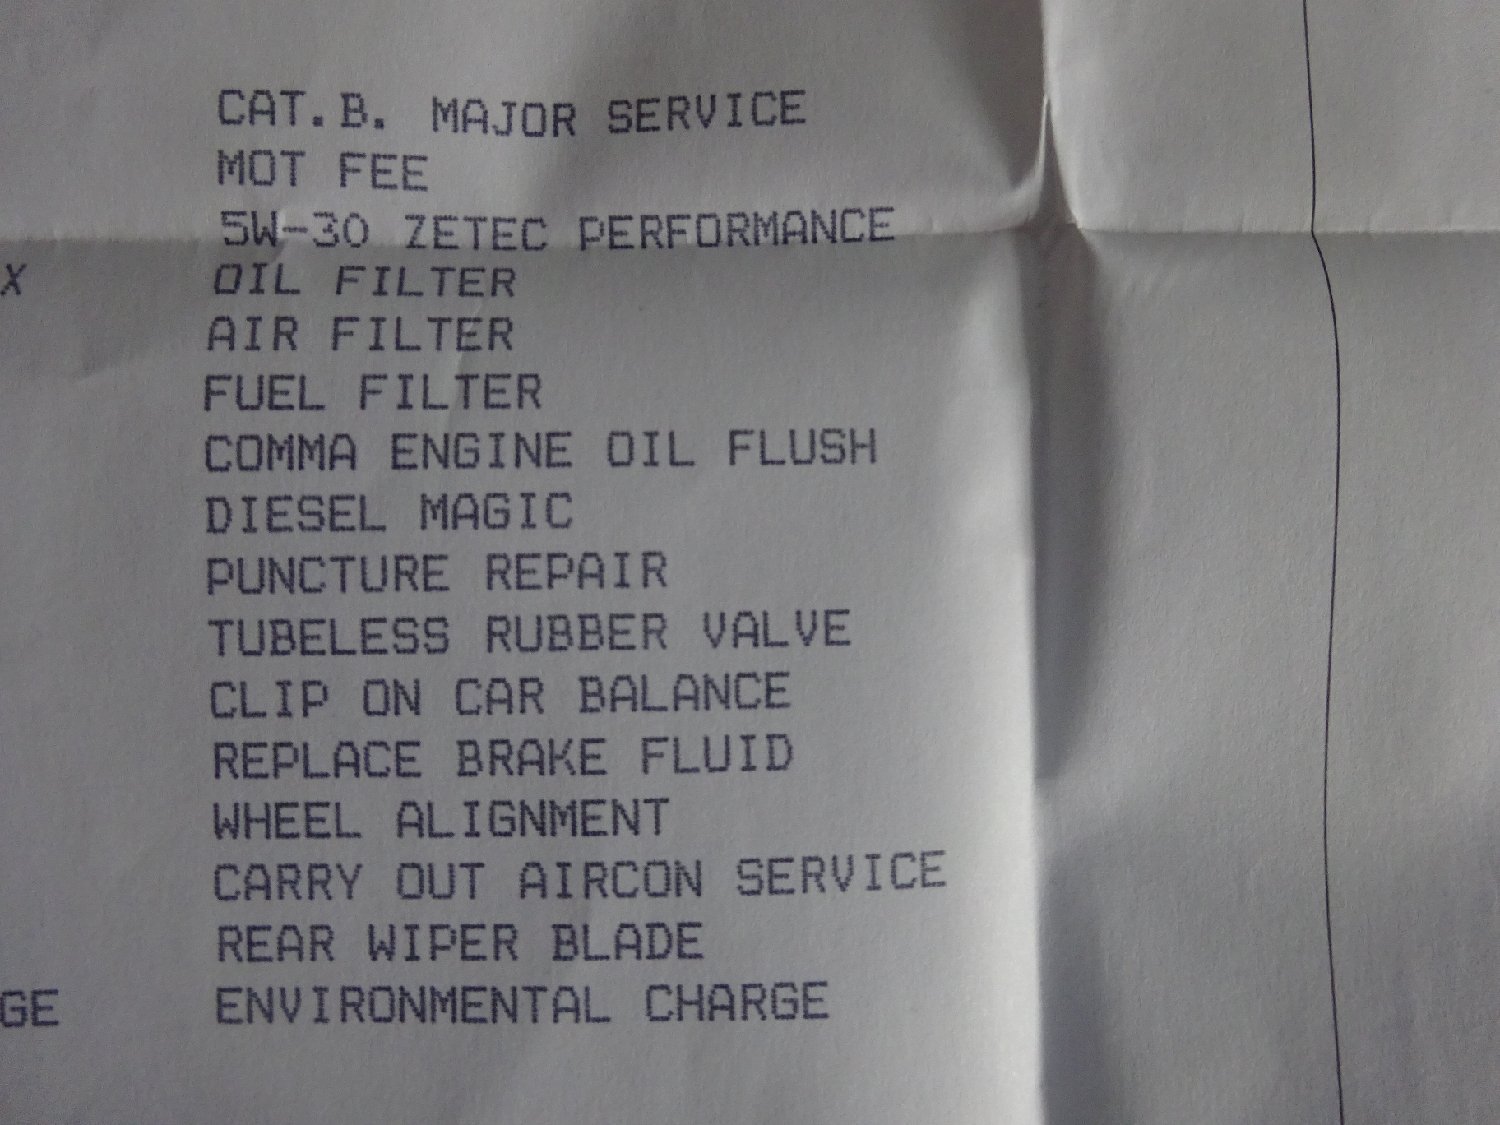 CAT.B. MAJOR SERVICE
MOT FEE
5W-30 ZETEC PERFORMANCE
X OIL FILTER
AIR FILTER
FUEL FILTER
COMMA ENGINE OIL FLUSH
DIESEL MAGIC
PUNCTURE REPAIR
TUBELESS RUBBER VALVE
CLIP ON CAR BALANCE
REPLACE BRAKE FLUID
WHEEL ALIGNMENT
CARRY OUT AIRCON SERVICE
REAR WIPER BLADE
GE ENVIRONMENTAL CHARGE